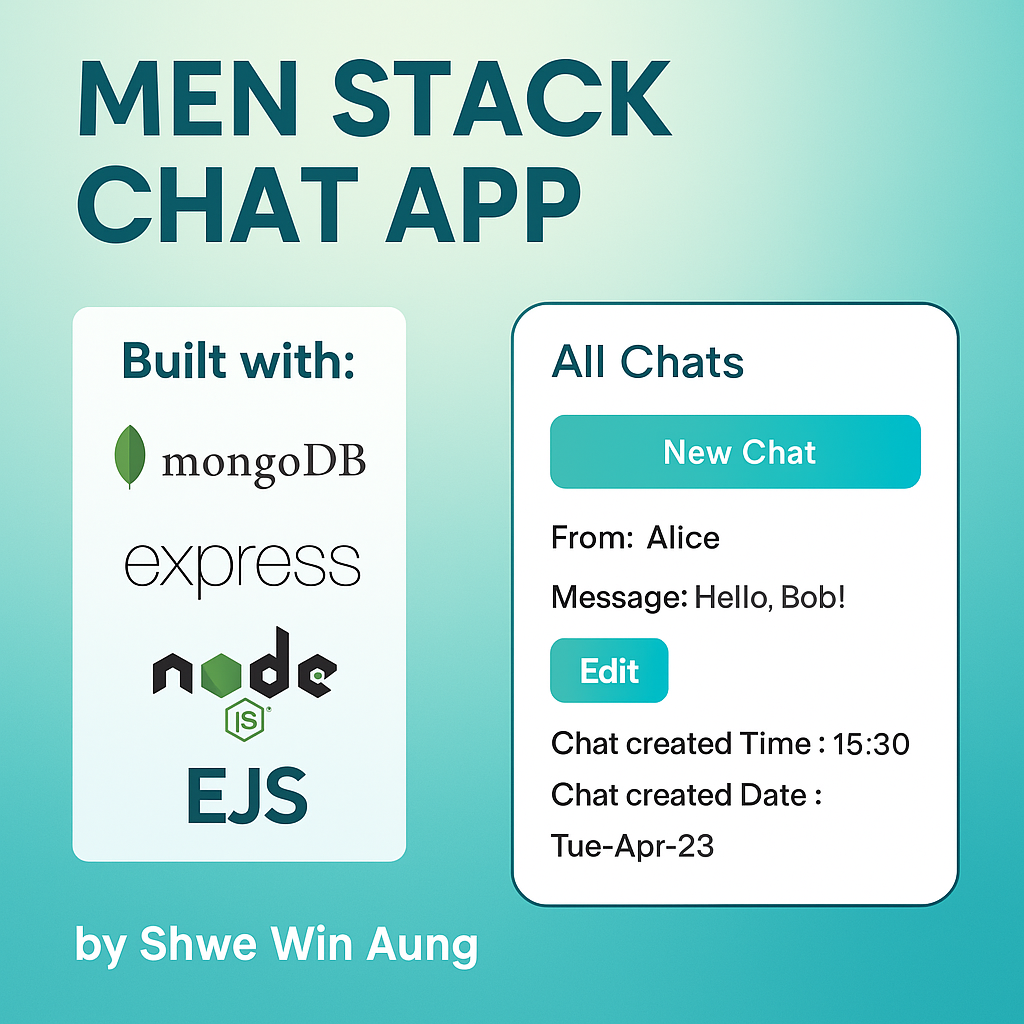 MEN STACK
CHAT APP
Built with:
mongoDB
express
node
JS
EJS
All Chats
New Chat
From: Alice
Message: Hello, Bob!
Edit
Chat created Time : 15:30
Chat created Date :
Tue-Apr-23
by Shwe Win Aung